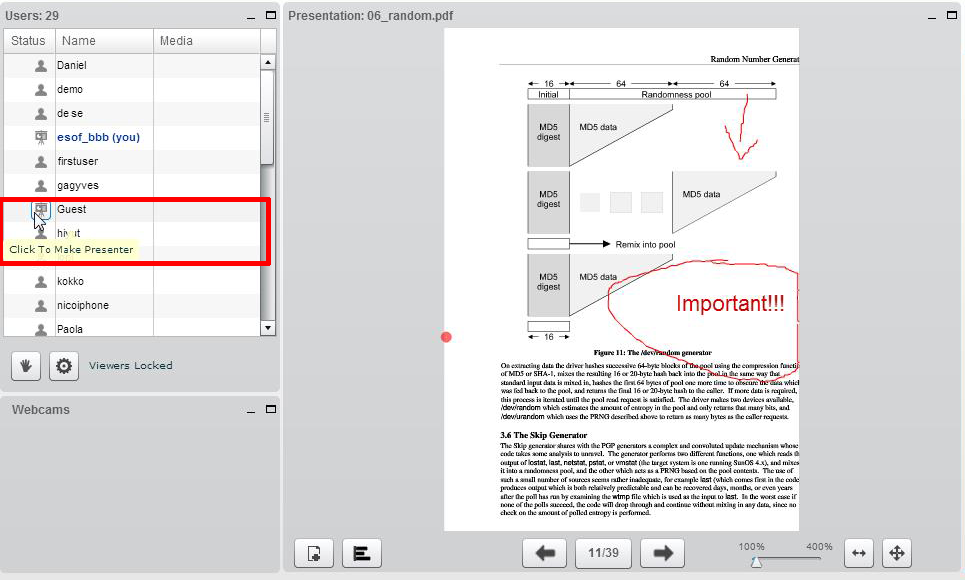 Users: 29
Status Name Media
Daniel
demo
de se
esof_bbb (you)
firstuser
gagyves
Guest
hivut
Click To Make Presenter
kokko
nicoiphone
Paola
Viewers Locked
Webcams
Presentation: 06_random.pdf
Random Number Generat
16 64 64
Initial Randomness pool
MD5 digest
MD5 data
MD5 digest
MD5 data
Remix into pool
MD5 digest
MD5 data
Important!!!
16
Figure 11: The /dev/random generator
On extracting data the driver hashes successive 64-byte blocks of the pool using the compression functi
of MD5 or SHA-1, mixes the resulting 16 or 20-byte hash back into the pool in the same way that
standard input data is mixed in, hashes the first 64 bytes of pool one more time to obscure the data which
was fed back to the pool, and returns the final 16 or 20-byte hash to the caller. If more data is required,
this process is iterated until the pool read request is satisfied. The driver makes two devices available,
/dev/random which estimates the amount of entropy in the pool and only returns that many bits, and
/dev/urandom which uses the PRNG described above to return as many bytes as the caller requests.
3.6 The Skip Generator
The Skip generator shares with the PGP generators a complex and convoluted update mechanism whose
code takes some analysis to unravel. The generator performs two different functions, one which reads th
output of iostat, last, netstat, pstat, or vmstat (the target system is one running SunOS 4.x), and mixes
it into a randomness pool, and the other which acts as a PRNG based on the pool contents. The use of
such a small number of sources seems rather inadequate, for example last (which comes first in the code
produces output which is both relatively predictable and can be recovered days, months, or even years
after the poll has run by examining the wtmp file which is used as the input to last. In the worst case if
none of the polls succeed, the code will drop through and continue without mixing in any data, since no
check on the amount of polled entropy is performed.
11/39
100% 400%